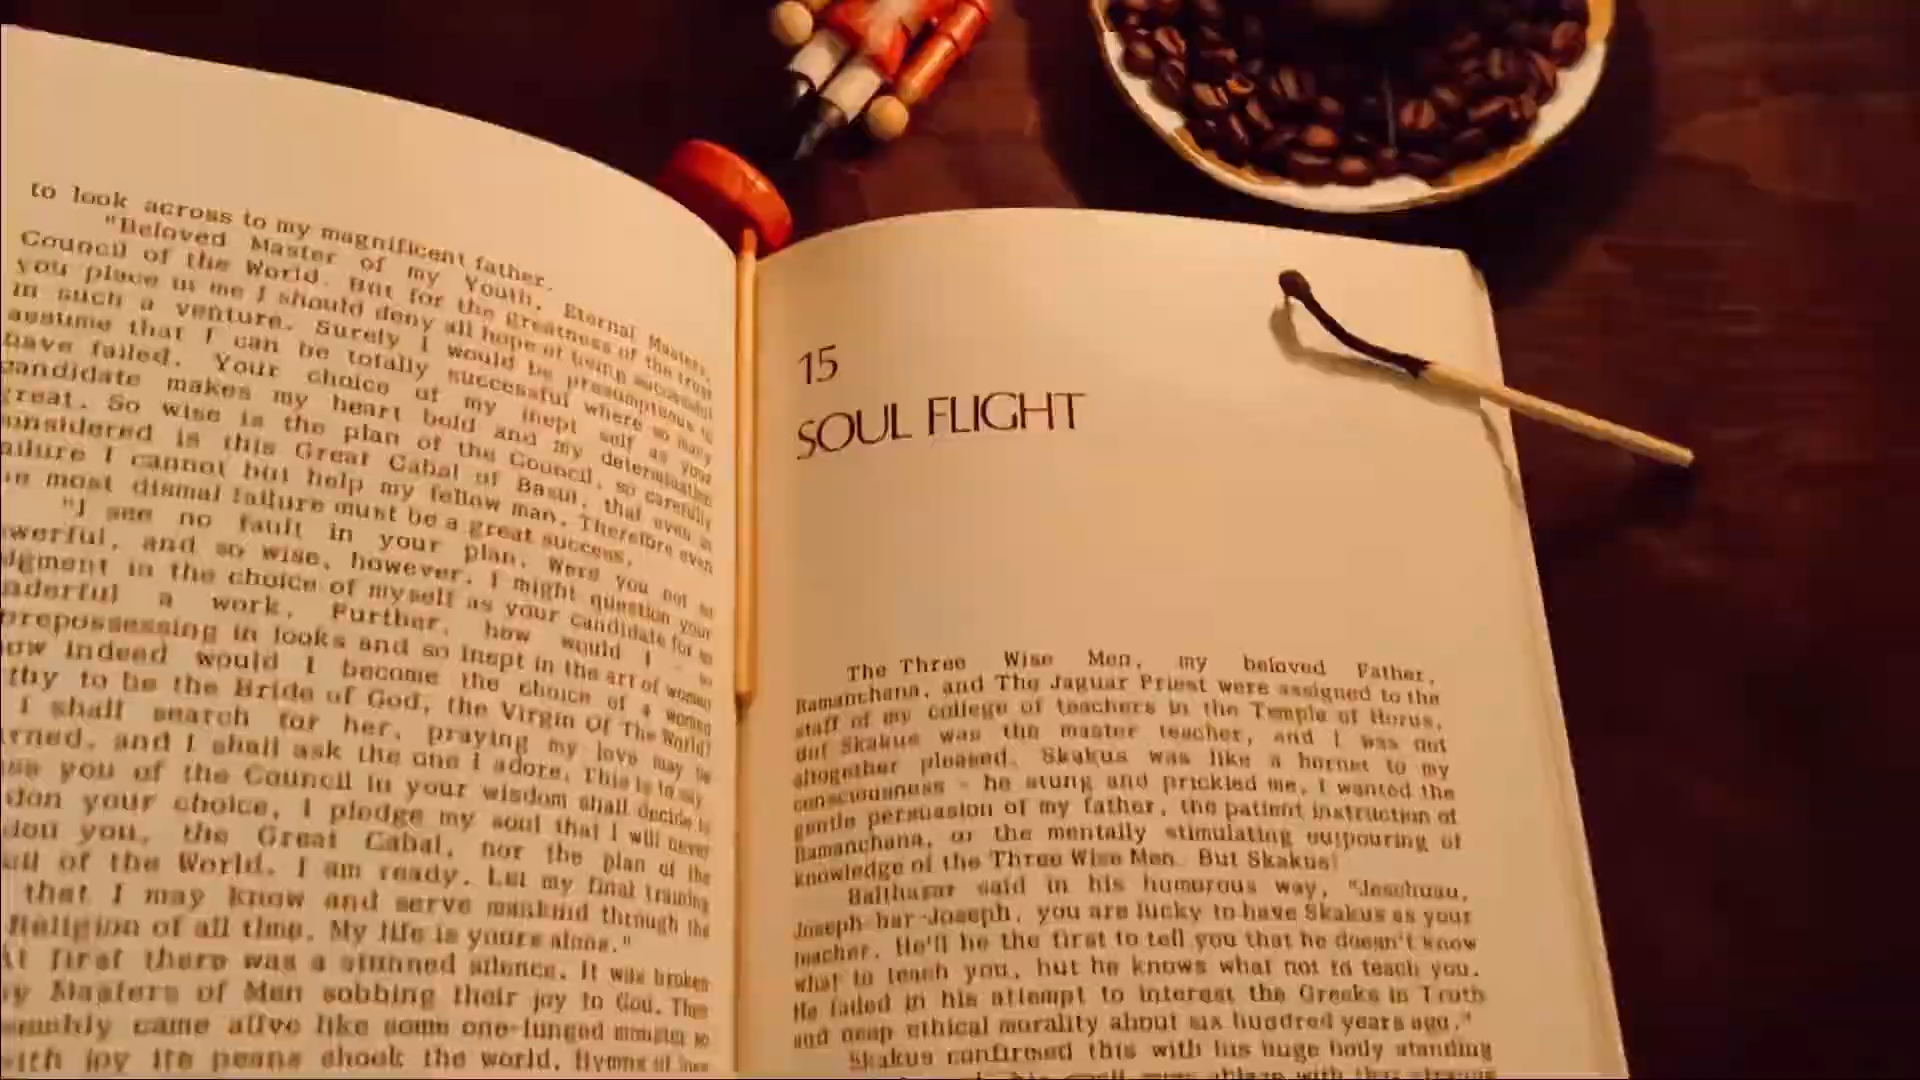 to look across to my magnificent father.
"Beloved Master of my Youth, Eternal Masters,
Council of the World. But for the greatness of the trust
you place in me I should deny all hope of being successful
in such a venture. Surely I would be presumptuous to
assume that I can be totally successful where so many
have failed. Your choice of my inept self as your
candidate makes my heart bold and my determination
great. So wise is the plan of the Council, so carefully
considered is this Great Cabal of Basui, that even in
failure I cannot but help my fellow man. Therefore even
most dismal failure must be a great success.
"I see no fault in your plan. Were you not so
werful, and so wise, however, I might question your
dgment in the choice of myself as your candidate for so
nderful a work. Further, how would I - so
prepossessing in looks and so inept in the art of women
ow indeed would I become the choice of a woman
thy to be the Bride of God, the Virgin Of The World?
I shall search for her, praying my love may be
rned, and I shall ask the one I adore. This is to say
se you of the Council in your wisdom shall decide to
don your choice, I pledge my soul that I will never
don you, the Great Cabal, nor the plan of the
cil of the World. I am ready. Let my final training
that I may know and serve mankind through the
Religion of all time. My life is yours alone."
At first there was a stunned silence. It was broken
by Masters of Men sobbing their joy to God. Then
came alive like some one-lunged monster so
with joy its peans shook the world. Hymns of
15
SOUL FLIGHT
The Three Wise Men, my beloved Father,
Ramanchana, and The Jaguar Priest were assigned to the
staff of my college of teachers in the Temple of Horus,
but Skakus was the master teacher, and I was not
altogether pleased. Skakus was like a hornet to my
consciousness - he stung and prickled me. I wanted the
gentle persuasion of my father, the patient instruction of
Ramanchana, or the mentally stimulating outpouring of
knowledge of the Three Wise Men. But Skakus!
Balthazar said in his humorous way, "Jeschuau,
Joseph-bar-Joseph, you are lucky to have Skakus as your
teacher. He'll be the first to tell you that he doesn't know
what to teach you, but he knows what not to teach you.
He failed in his attempt to interest the Greeks in Truth
and deep ethical morality about six hundred years ago."
Skakus confirmed this with his huge body standing